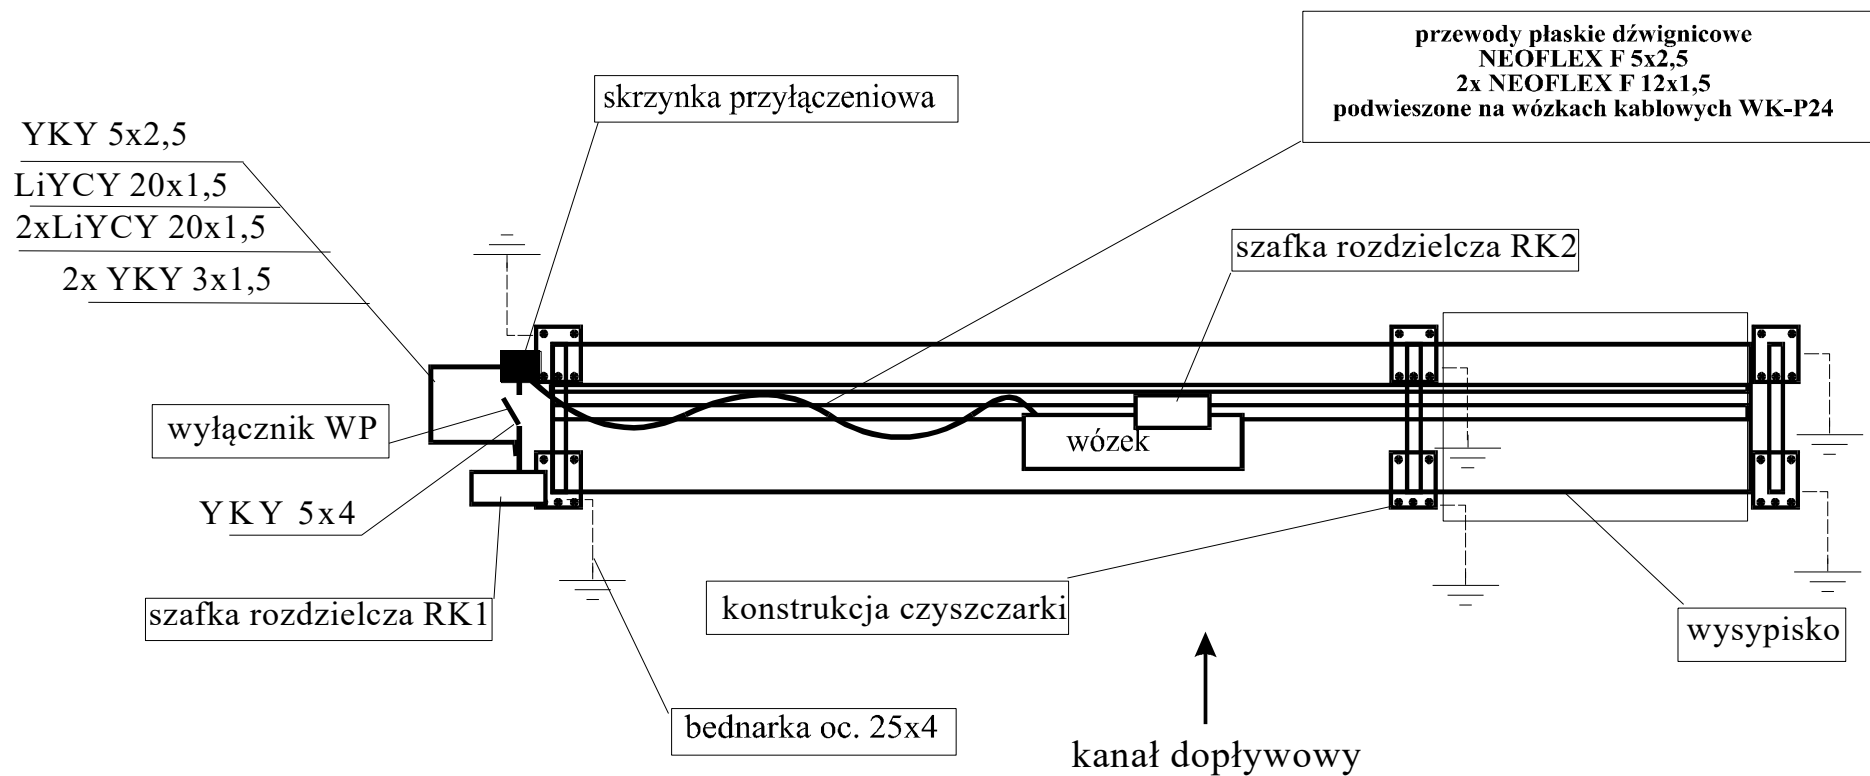 przewody płaskie dźwignicowe
NEOFLEX F 5x2,5
2x NEOFLEX F 12x1,5
podwieszone na wózkach kablowych WK-P24
skrzynka przyłączeniowa
YKY 5x2,5
LiYCY 20x1,5
2xLiYCY 20x1,5
2x YKY 3x1,5
szafka rozdzielcza RK2
wyłącznik WP
wózek
YKY 5x4
szafka rozdzielcza RK1
konstrukcja czyszczarki
wysypisko
bednarka oc. 25x4
kanał dopływowy